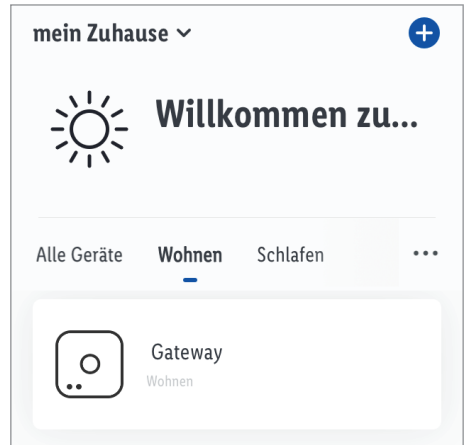 mein Zuhause
Willkommen zu...
Alle Geräte Wohnen Schlafen
Gateway
Wohnen